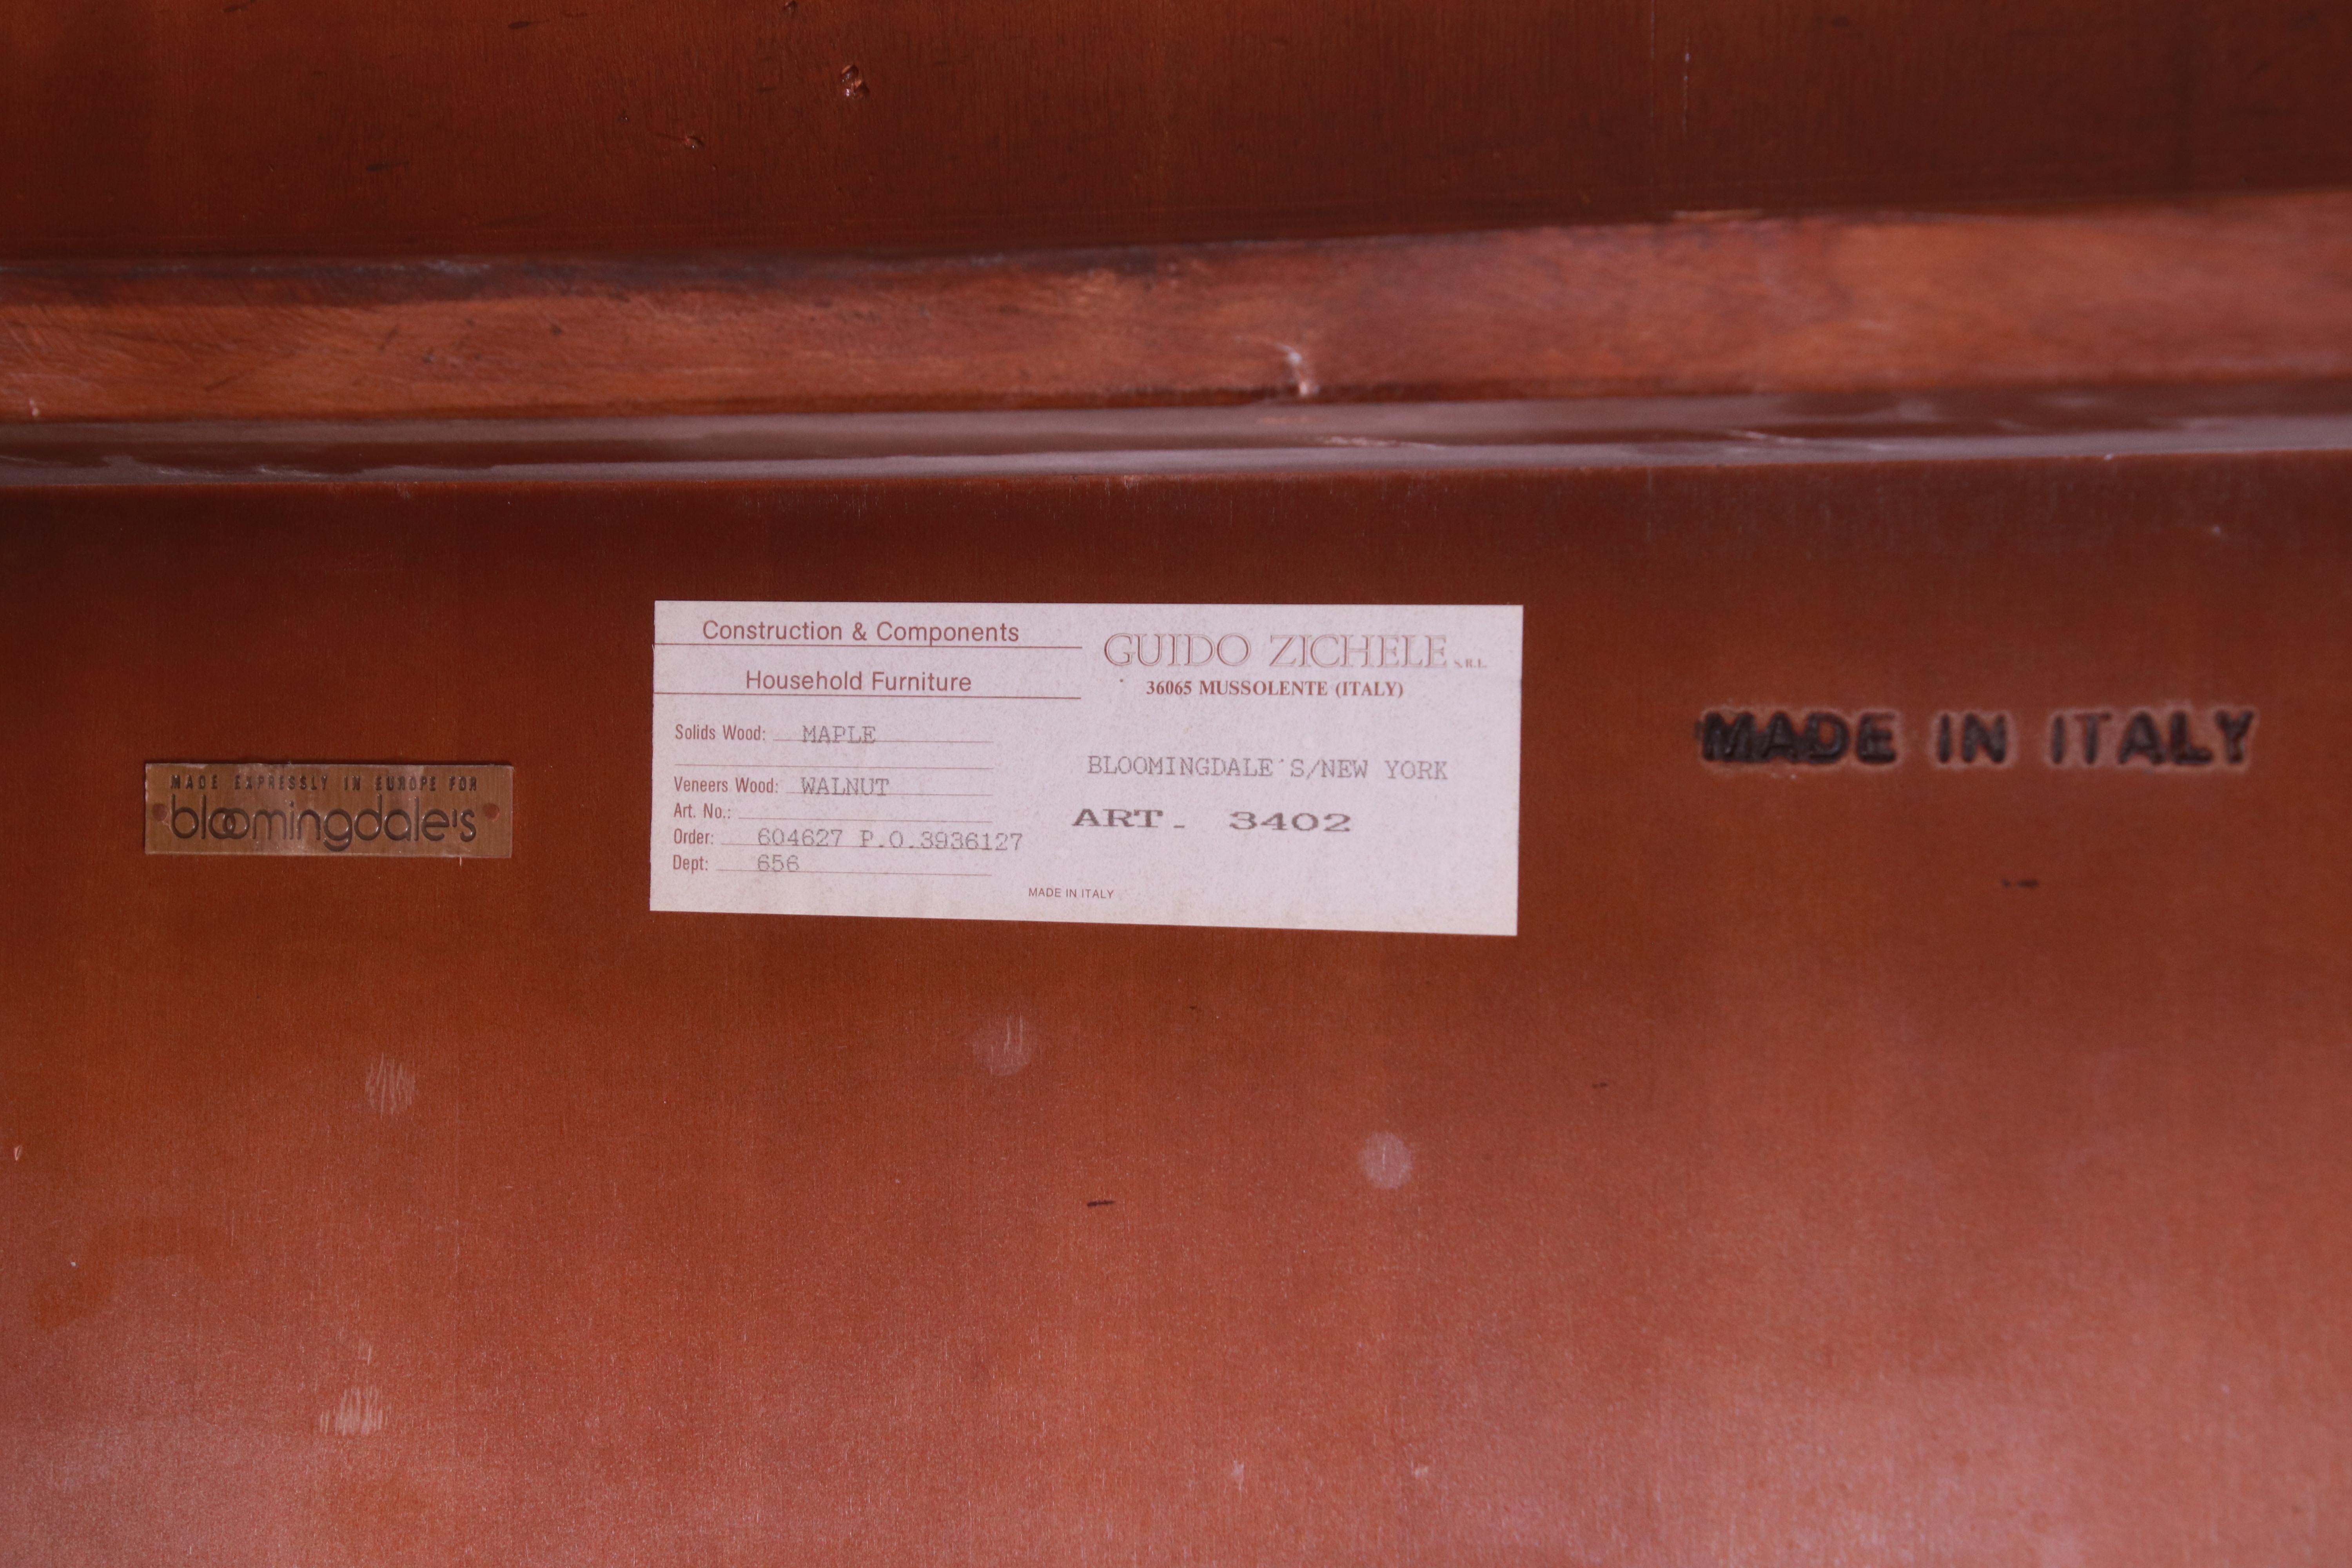 MADE EXPRESSLY IN EUROPE FOR
bloomingdale's
Construction & Components
Household Furniture
Solids Wood: MAPLE
Veneers Wood: WALNUT
Art. No.:
Order: 604627 P.O.3936127
Dept: 656
GUIDO ZICHELE S.R.L.
36065 MUSSOLENTE (ITALY)
BLOOMINGDALE'S/NEW YORK
ART. 3402
MADE IN ITALY
MADE IN ITALY